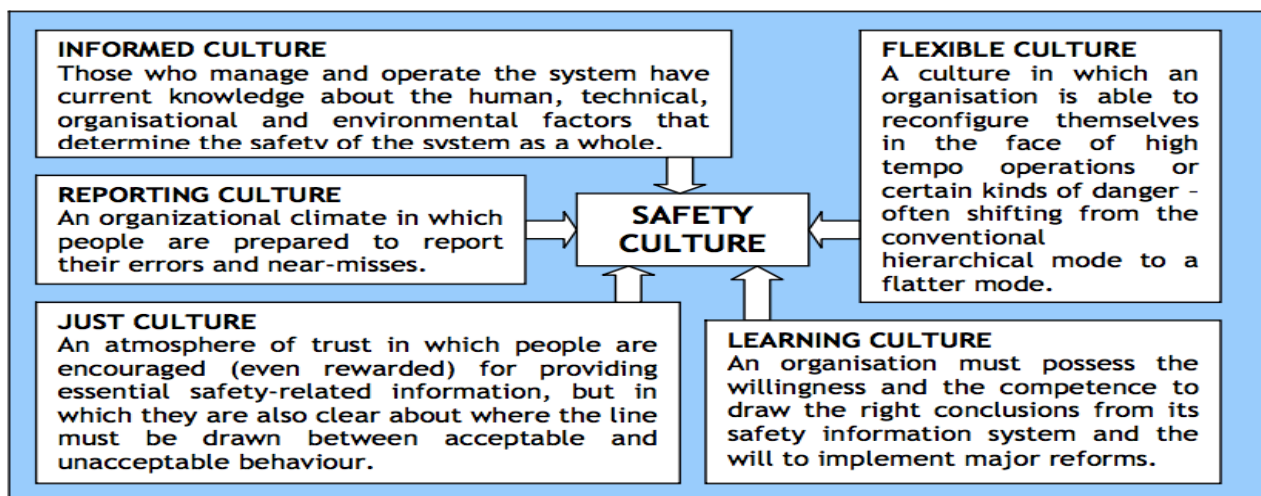 INFORMED CULTURE
Those who manage and operate the system have
current knowledge about the human, technical,
organisational and environmental factors that
determine the safety of the system as a whole.
REPORTING CULTURE
An organizational climate in which
people are prepared to report
their errors and near-misses.
JUST CULTURE
An atmosphere of trust in which people are
encouraged (even rewarded) for providing
essential safety-related information, but in
which they are also clear about where the line
must be drawn between acceptable and
unacceptable behaviour.
SAFETY
CULTURE
FLEXIBLE CULTURE
A culture in which an
organisation is able to
reconfigure themselves
in the face of high
tempo operations or
certain kinds of danger –
often shifting from the
conventional
hierarchical mode to a
flatter mode.
LEARNING CULTURE
An organisation must possess the
willingness and the competence to
draw the right conclusions from its
safety information system and the
will to implement major reforms.